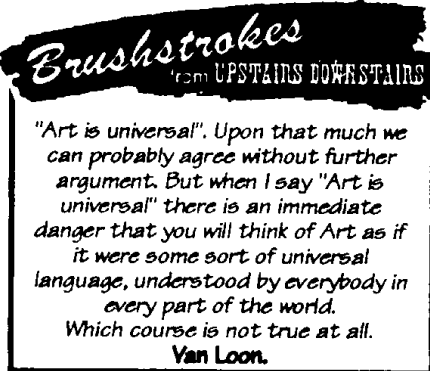 Brushstrokes
from UPSTAIRS DOWNSTAIRS
"Art is universal". Upon that much we
can probably agree without further
argument. But when I say "Art is
universal" there is an immediate
danger that you will think of Art as if
it were some sort of universal
language, understood by everybody in
every part of the world.
Which course is not true at all.
Van Loon.